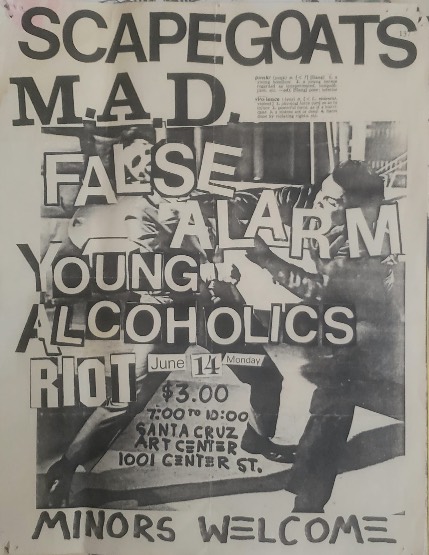 SCAPEGOATS
M.A.D.
FALSE
ALARM
YOUNG
ALCOHOLICS
RIOT
June 14 Monday
$3.00
7:00 TO 10:00
SANTA CRUZ
ART CENTER
1001 CENTER ST.
MINORS WELCOME